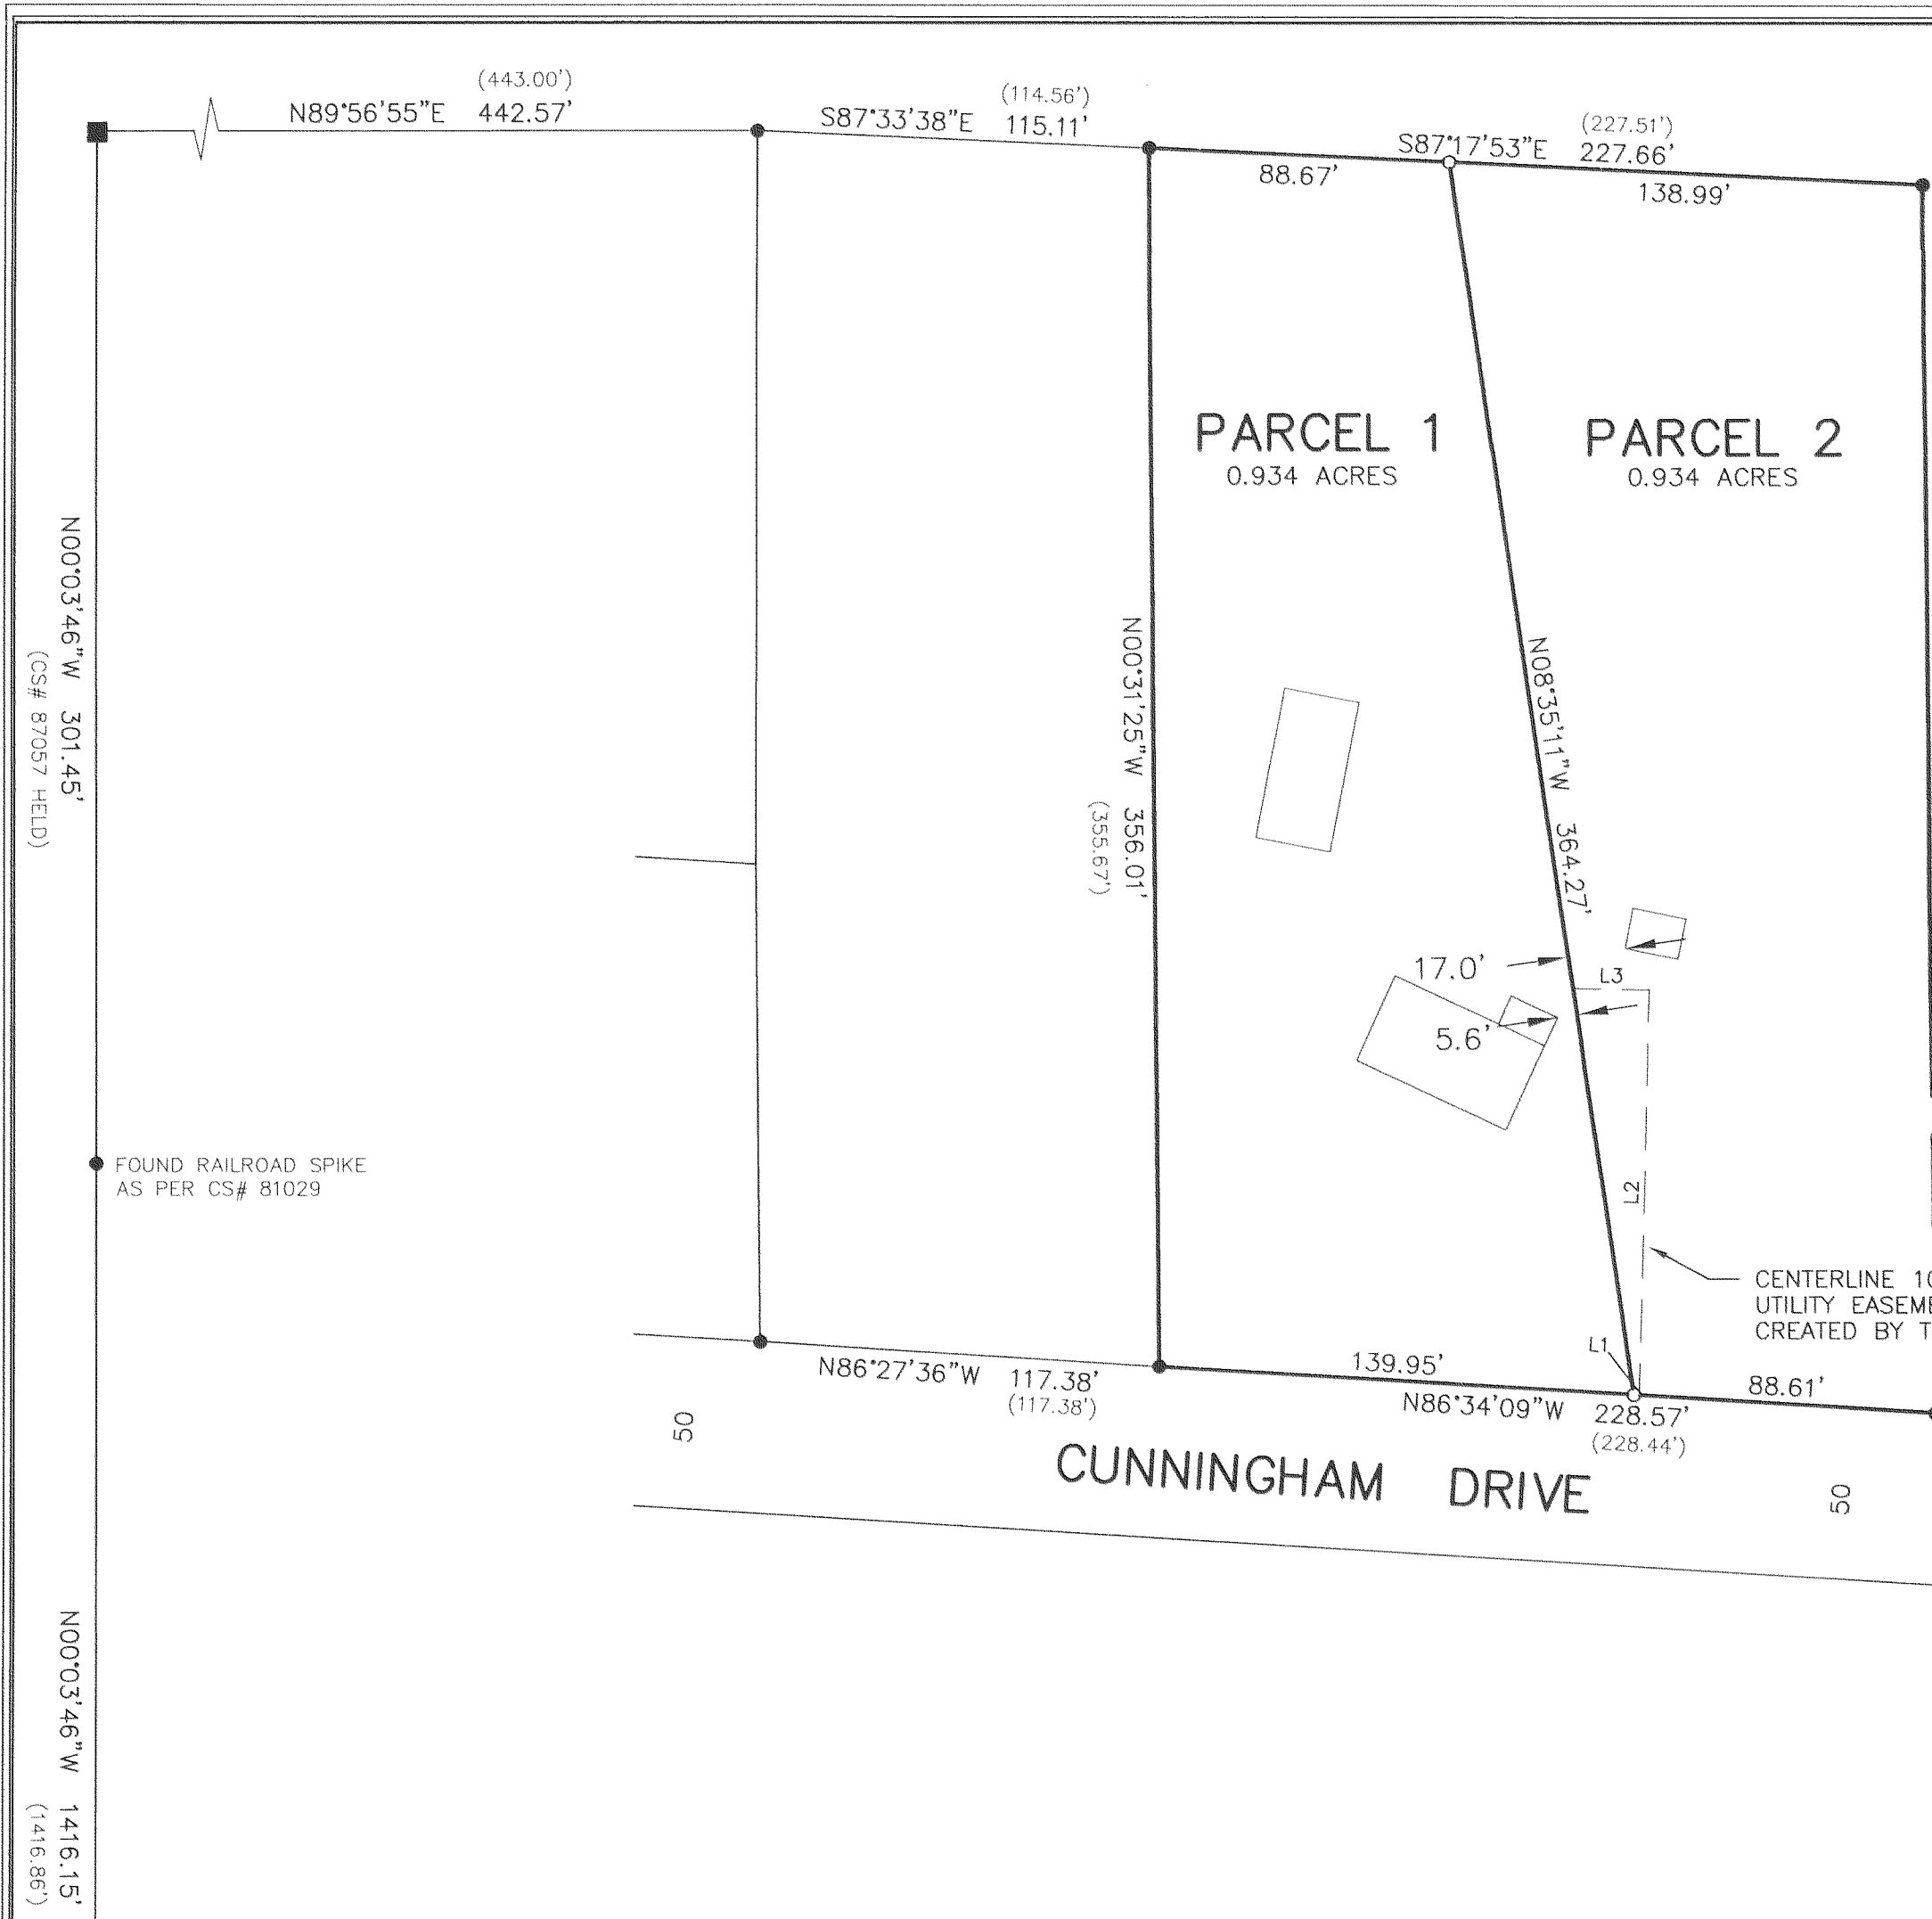 (443.00')
N89°56'55"E 442.57'
(114.56')
S87°33'38"E 115.11'
(227.51')
S87°17'53"E 227.66'
88.67'
138.99'
PARCEL 1
0.934 ACRES
PARCEL 2
0.934 ACRES
N00°03'46"W 301.45'
(CS# 87057 HELD)
N00°31'25"W 356.01'
(355.67')
N08°35'11"W 364.27'
17.0'
L3
5.6'
FOUND RAILROAD SPIKE
AS PER CS# 81029
L2
CENTERLINE 10
UTILITY EASEM
CREATED BY T
L1
139.95'
88.61'
N86°27'36"W 117.38'
(117.38')
N86°34'09"W 228.57'
(228.44')
50
CUNNINGHAM DRIVE
50
N00°03'46"W 1416.15'
(1416.86')